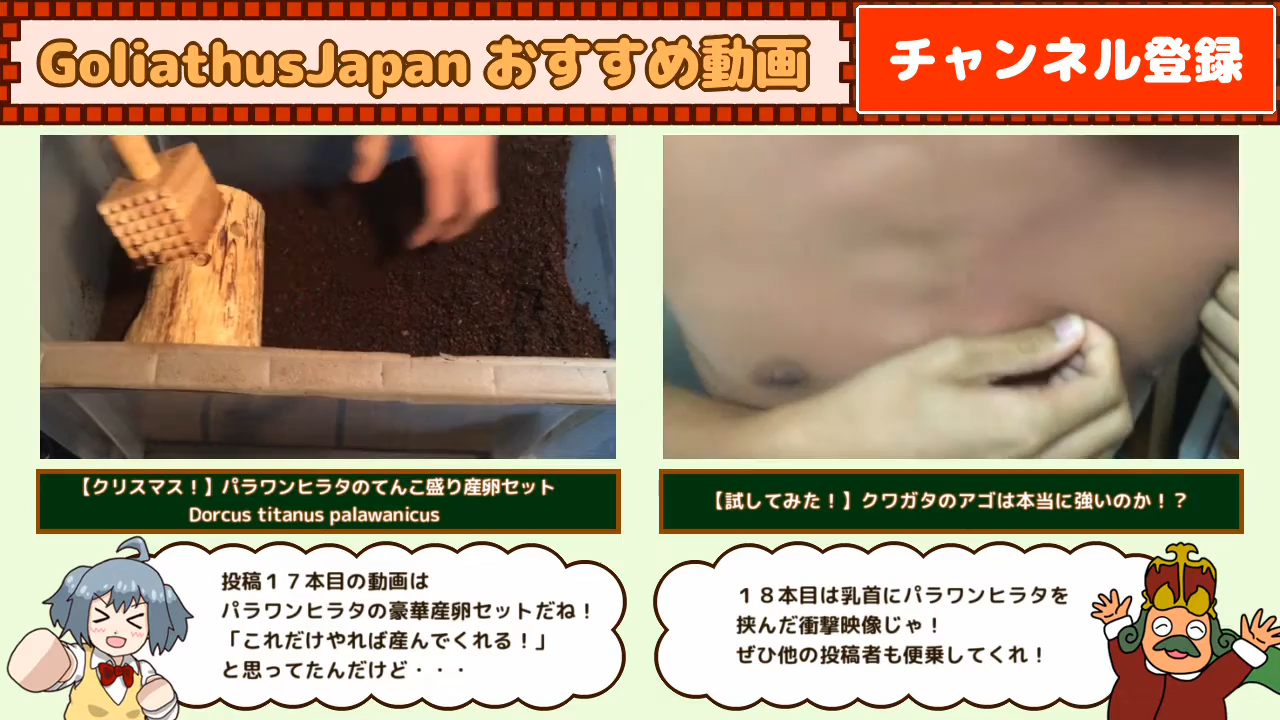 GoliathusJapan おすすめ動画
チャンネル登録
【クリスマス！】パラワンヒラタのてんこ盛り産卵セット
Dorcus titanus palawanicus
【試してみた！】クワガタのアゴは本当に強いのか！？
投稿１７本目の動画は
パラワンヒラタの豪華産卵セットだね！
「これだけやれば産んでくれる！」
と思ってたんだけど・・・
１８本目は乳首にパラワンヒラタを
挟んだ衝撃映像じゃ！
ぜひ他の投稿者も便乗してくれ！